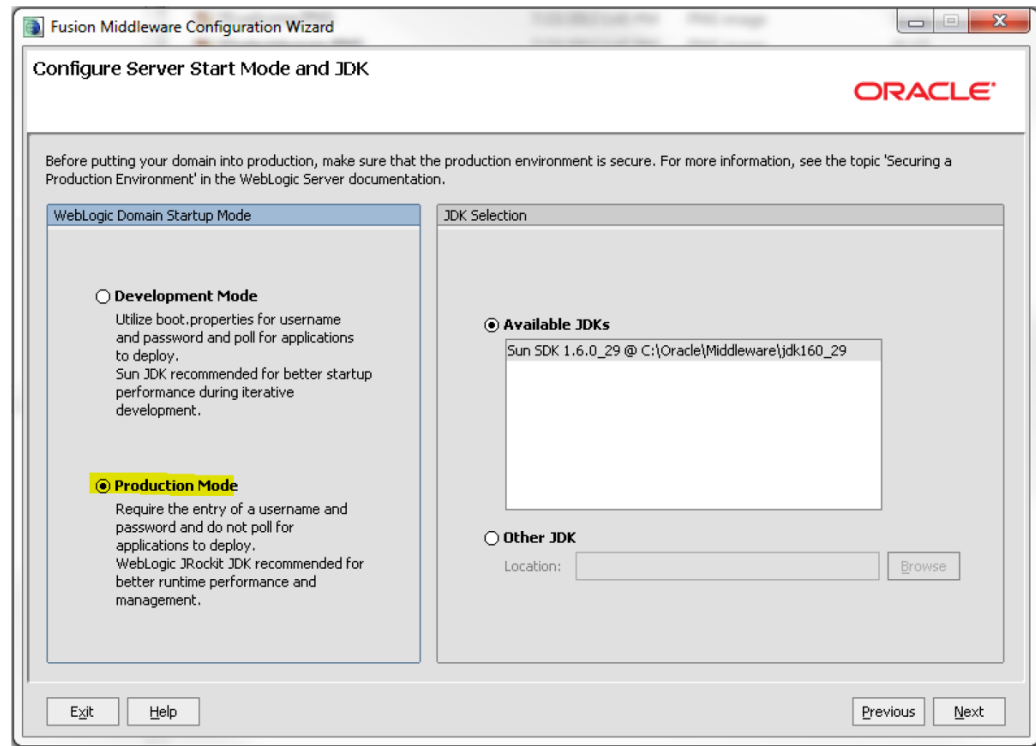 Fusion Middleware Configuration Wizard
Configure Server Start Mode and JDK
ORACLE
Before putting your domain into production, make sure that the production environment is secure. For more information, see the topic 'Securing a
Production Environment' in the WebLogic Server documentation.
WebLogic Domain Startup Mode
Development Mode
Utilize boot.properties for username
and password and poll for applications
to deploy.
Sun JDK recommended for better startup
performance during iterative
development.
Production Mode
Require the entry of a username and
password and do not poll for
applications to deploy.
WebLogic JRockit JDK recommended for
better runtime performance and
management.
JDK Selection
Available JDKs
Sun SDK 1.6.0_29 @ C:\Oracle\Middleware\jdk160_29
Other JDK
Location:
Browse
Exit
Help
Previous
Next